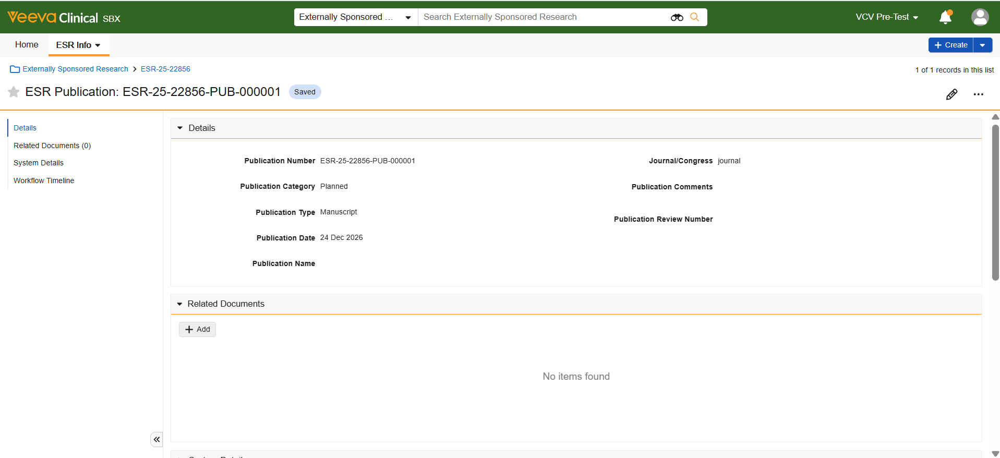 Veeva Clinical SBX
Externally Sponsored ...
Search Externally Sponsored Research
VCV Pre-Test
Home
ESR Info
Create
Externally Sponsored Research > ESR-25-22856
1 of 1 records in this list
ESR Publication: ESR-25-22856-PUB-000001
Saved
Details
Related Documents (0)
System Details
Workflow Timeline
Details
Publication Number ESR-25-22856-PUB-000001
Publication Category Planned
Publication Type Manuscript
Publication Date 24 Dec 2026
Publication Name
Journal/Congress journal
Publication Comments
Publication Review Number
Related Documents
Add
No items found